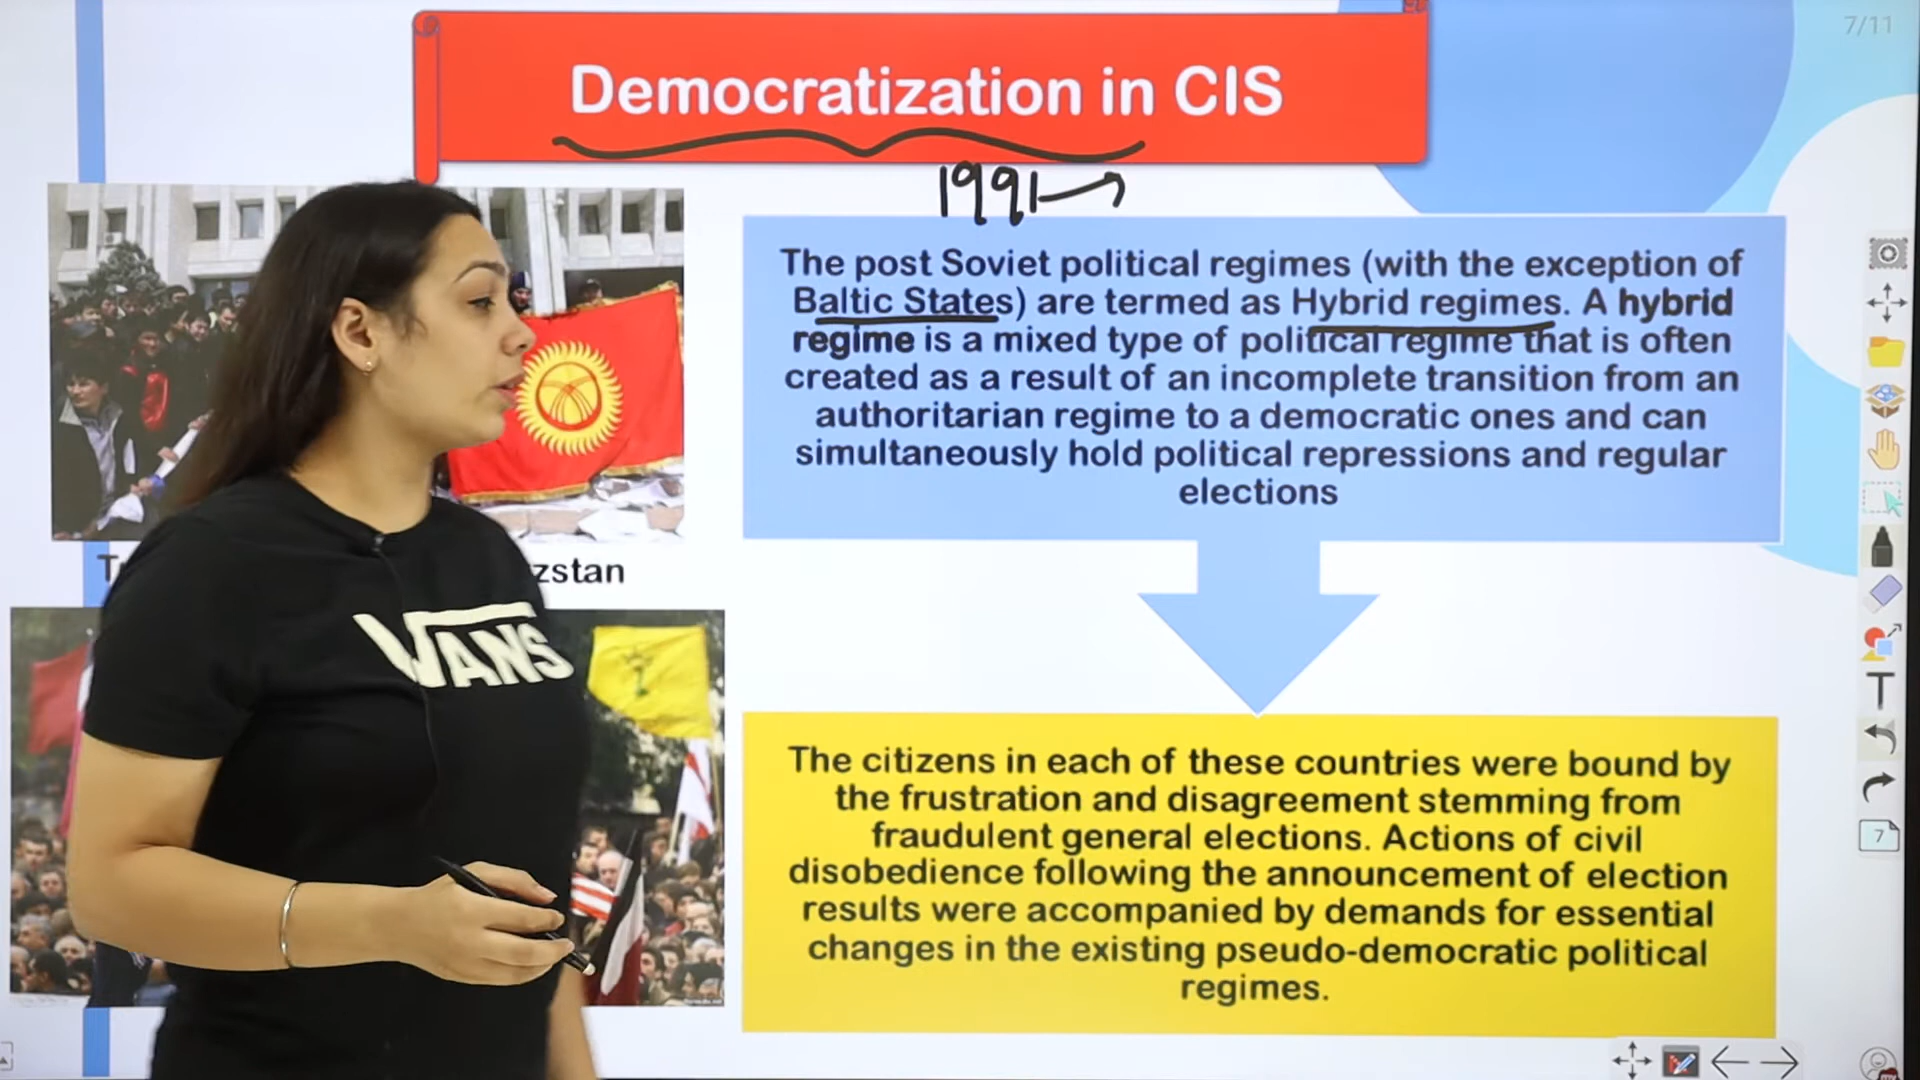 7/11
Democratization in CIS
1991
The post Soviet political regimes (with the exception of
Baltic States) are termed as Hybrid regimes. A hybrid
regime is a mixed type of political regime that is often
created as a result of an incomplete transition from an
authoritarian regime to a democratic ones and can
simultaneously hold political repressions and regular
elections
zstan
VANS
The citizens in each of these countries were bound by
the frustration and disagreement stemming from
fraudulent general elections. Actions of civil
disobedience following the announcement of election
results were accompanied by demands for essential
changes in the existing pseudo-democratic political
regimes.
T
7